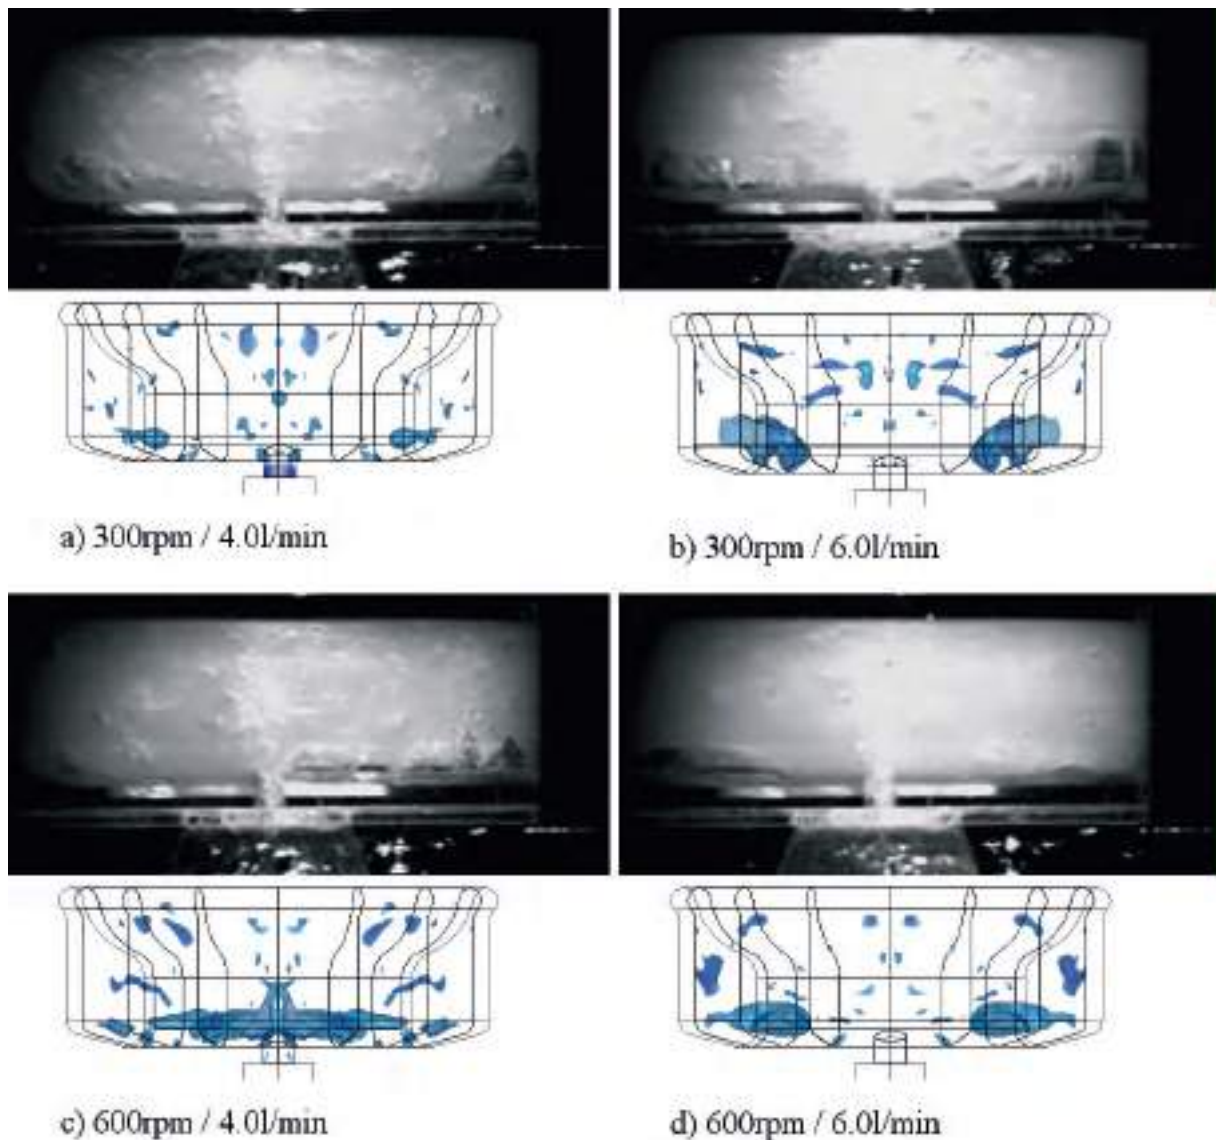 a) 300rpm / 4.0l/min
b) 300rpm / 6.0l/min
c) 600rpm / 4.0l/min
d) 600rpm / 6.0l/min